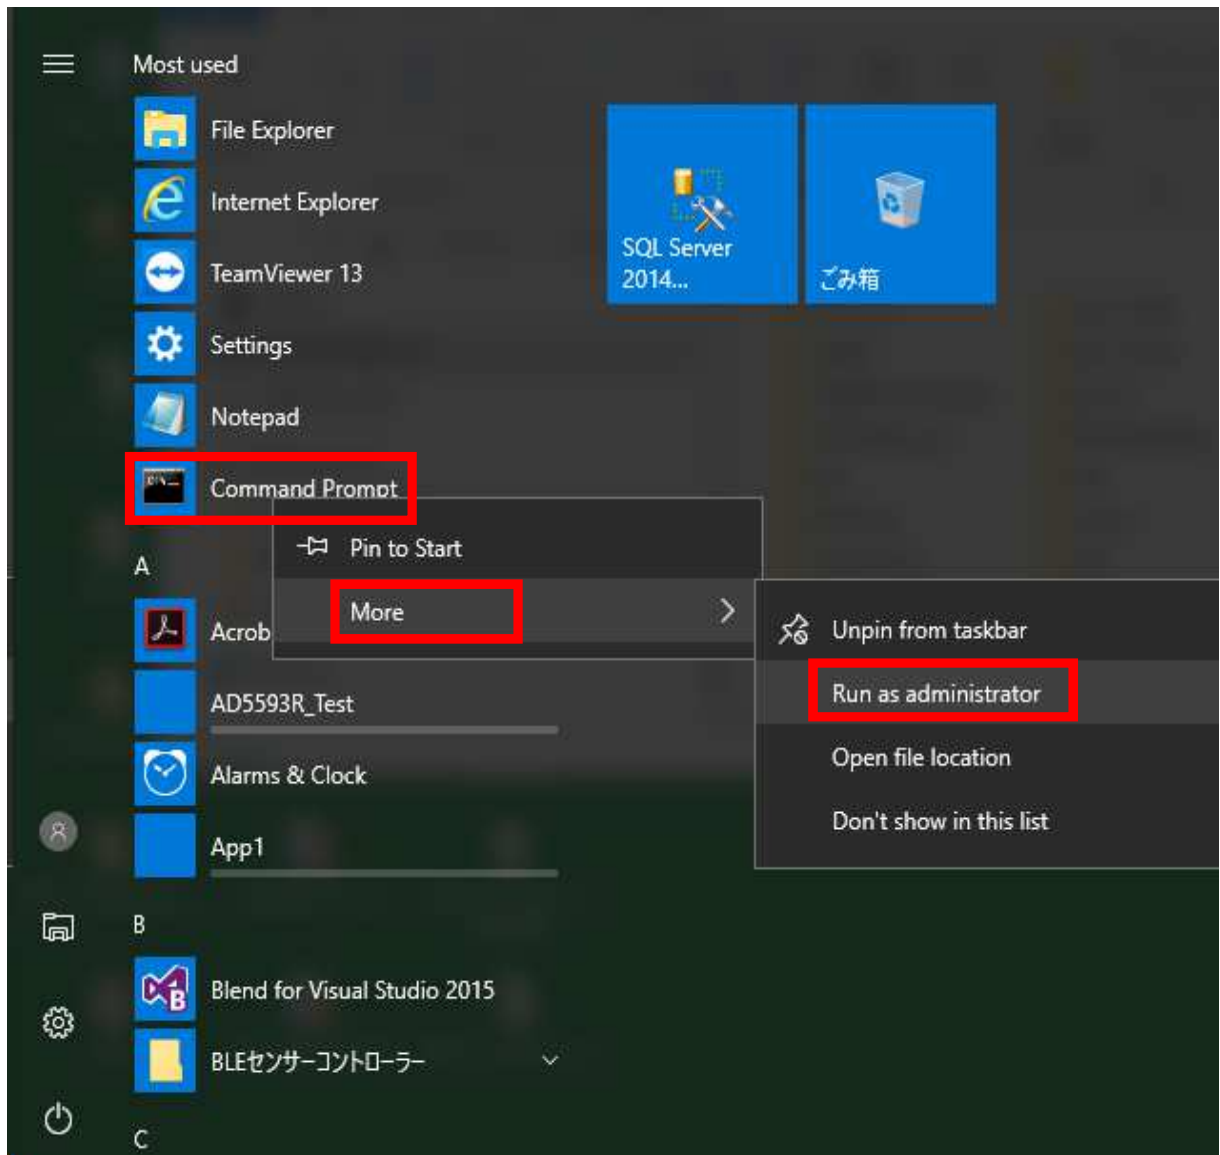 Most used
File Explorer
Internet Explorer
TeamViewer 13
Settings
Notepad
Command Prompt
SQL Server
2014...
ごみ箱
Pin to Start
More
Unpin from taskbar
Run as administrator
Open file location
Don't show in this list
A
Acrob
AD5593R_Test
Alarms & Clock
App1
B
Blend for Visual Studio 2015
BLEセンサーコントローラー
C